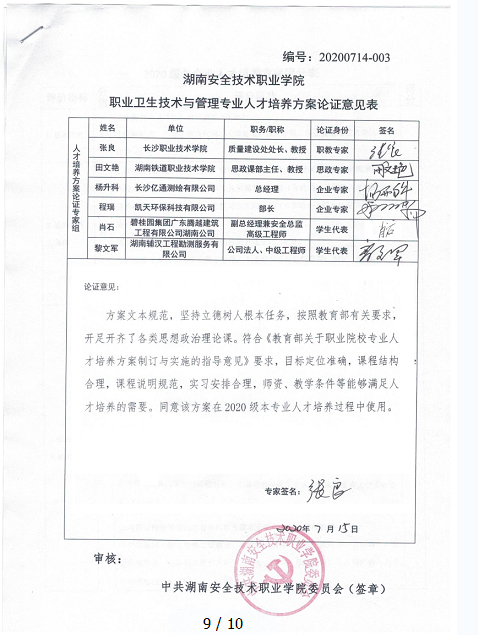 编号：20200714-003
湖南安全技术职业学院
职业卫生技术与管理专业人才培养方案论证意见表
人才培养方案论证专家组
姓名 单位 职务/职称 论证身份 签名
张良 长沙职业技术学院 质量建设处处长、教授 职教专家 张良
田文艳 湖南铁道职业技术学院 思政课部主任、教授 思政专家
杨升科 长沙亿通测绘有限公司 总经理 企业专家
程瑞 凯天环保科技有限公司 部长 企业专家
肖石 碧桂园集团广东腾越建筑工程有限公司湖南公司 副总经理兼安全总监高级工程师 学生代表
黎文军 湖南辅汉工程勘测服务有限公司 公司法人、中级工程师 学生代表
论证意见：
方案文本规范，坚持立德树人根本任务，按照教育部有关要求，
开足开齐了各类思想政治理论课。符合《教育部关于职业院校专业人
才培养方案制订与实施的指导意见》要求，目标定位准确，课程结构
合理，课程说明规范，实习安排合理，师资、教学条件等能够满足人
才培养的需要。同意该方案在 2020 级本专业人才培养过程中使用。
专家签名：张良
2020年 7 月 15日
审核：
中共湖南安全技术职业学院委员会（签章）
9 / 10